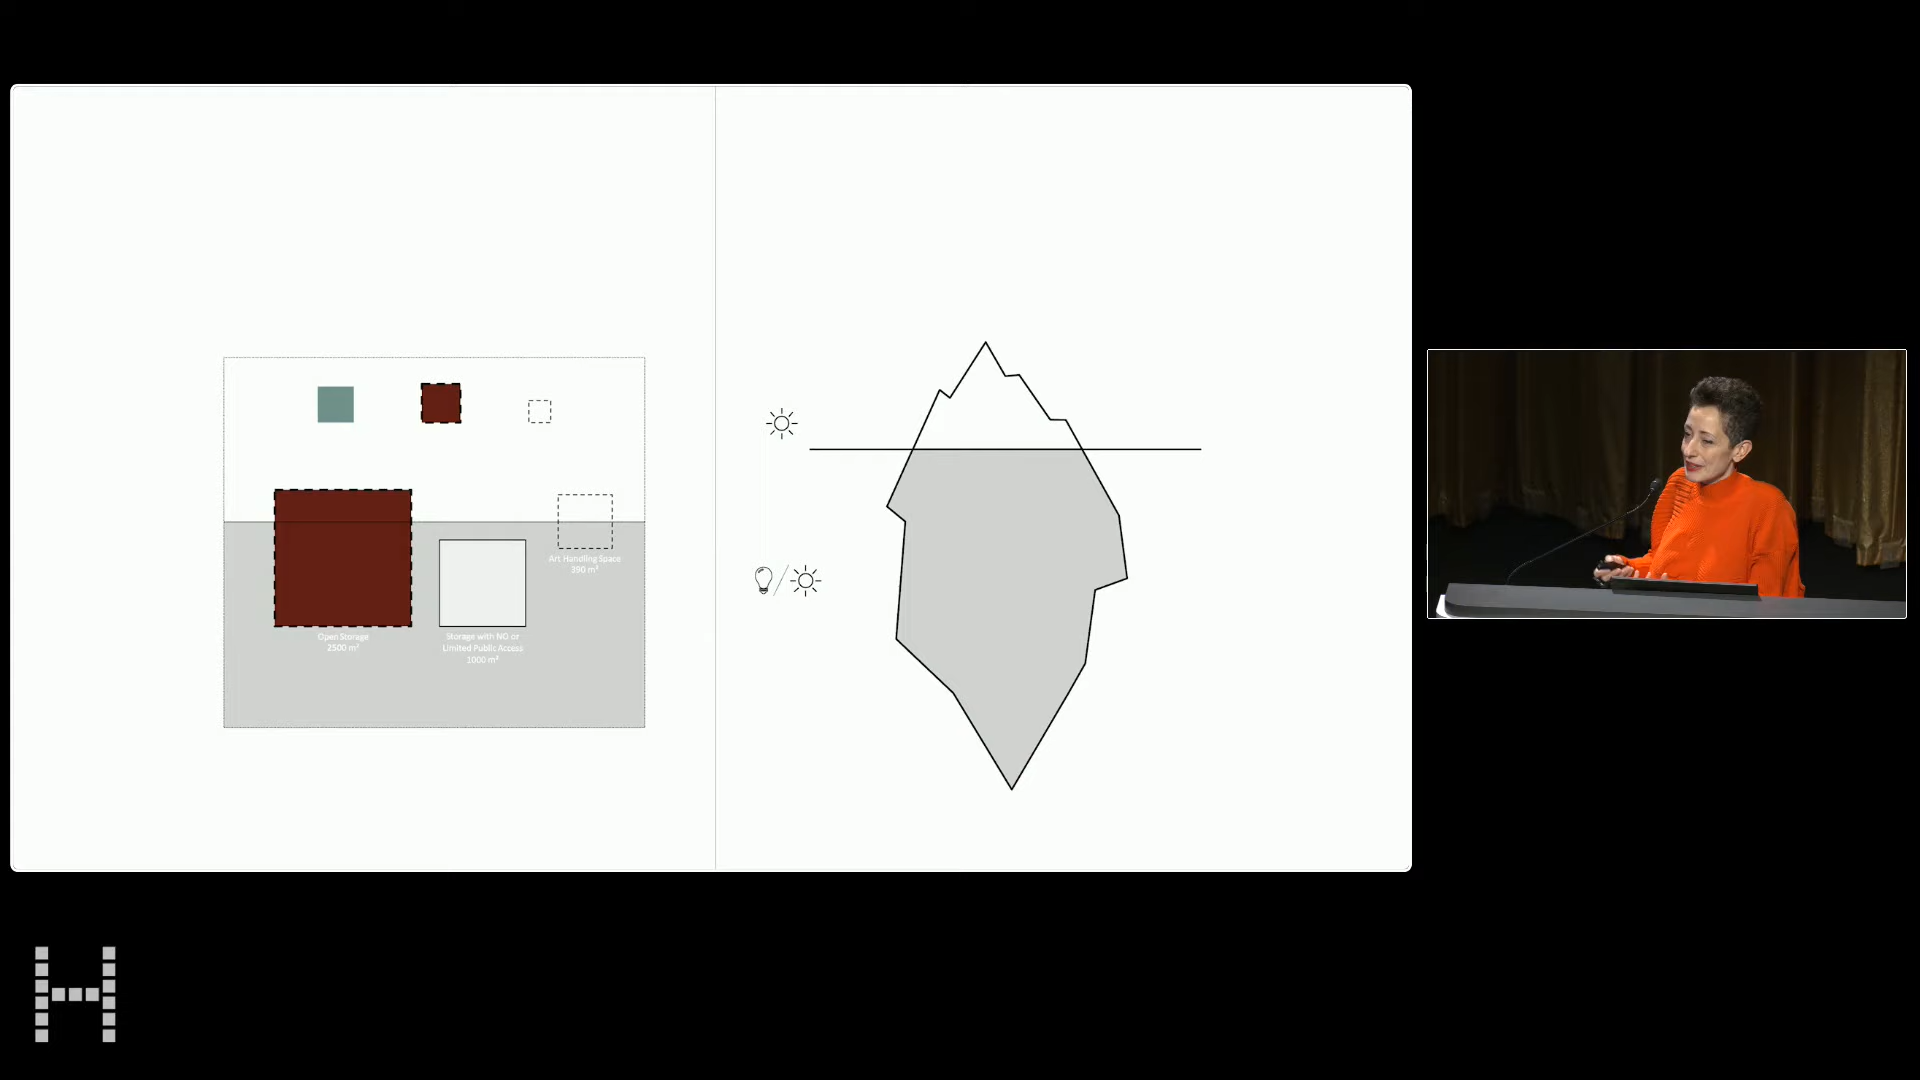 Art Handling Space
390 m²
Open Storage
2500 m²
Storage with NO or
Limited Public Access
1000 m²
H